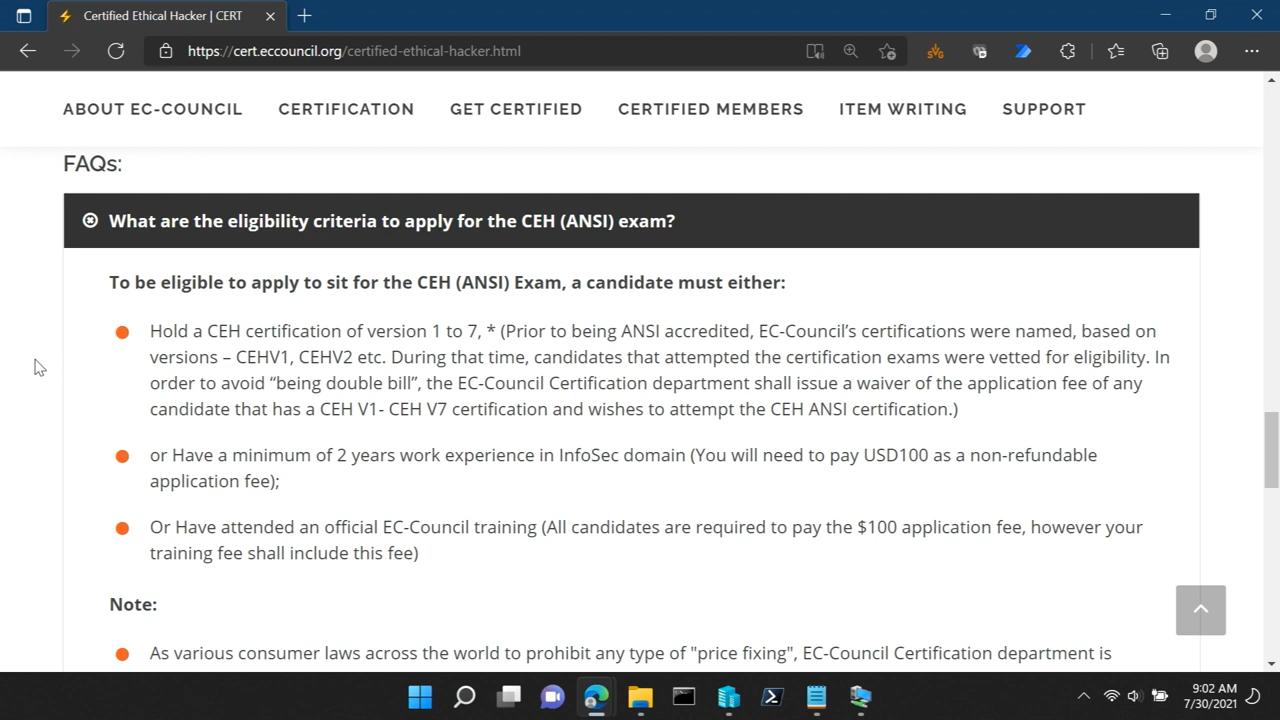 Certified Ethical Hacker | CERT
https://cert.eccouncil.org/certified-ethical-hacker.html
SVG
ABOUT EC-COUNCIL CERTIFICATION GET CERTIFIED CERTIFIED MEMBERS ITEM WRITING SUPPORT
FAQs:
What are the eligibility criteria to apply for the CEH (ANSI) exam?
To be eligible to apply to sit for the CEH (ANSI) Exam, a candidate must either:
Hold a CEH certification of version 1 to 7, * (Prior to being ANSI accredited, EC-Council’s certifications were named, based on
versions – CEHV1, CEHV2 etc. During that time, candidates that attempted the certification exams were vetted for eligibility. In
order to avoid “being double bill”, the EC-Council Certification department shall issue a waiver of the application fee of any
candidate that has a CEH V1- CEH V7 certification and wishes to attempt the CEH ANSI certification.)
or Have a minimum of 2 years work experience in InfoSec domain (You will need to pay USD100 as a non-refundable
application fee);
Or Have attended an official EC-Council training (All candidates are required to pay the $100 application fee, however your
training fee shall include this fee)
Note:
As various consumer laws across the world to prohibit any type of "price fixing", EC-Council Certification department is
9:02 AM
7/30/2021